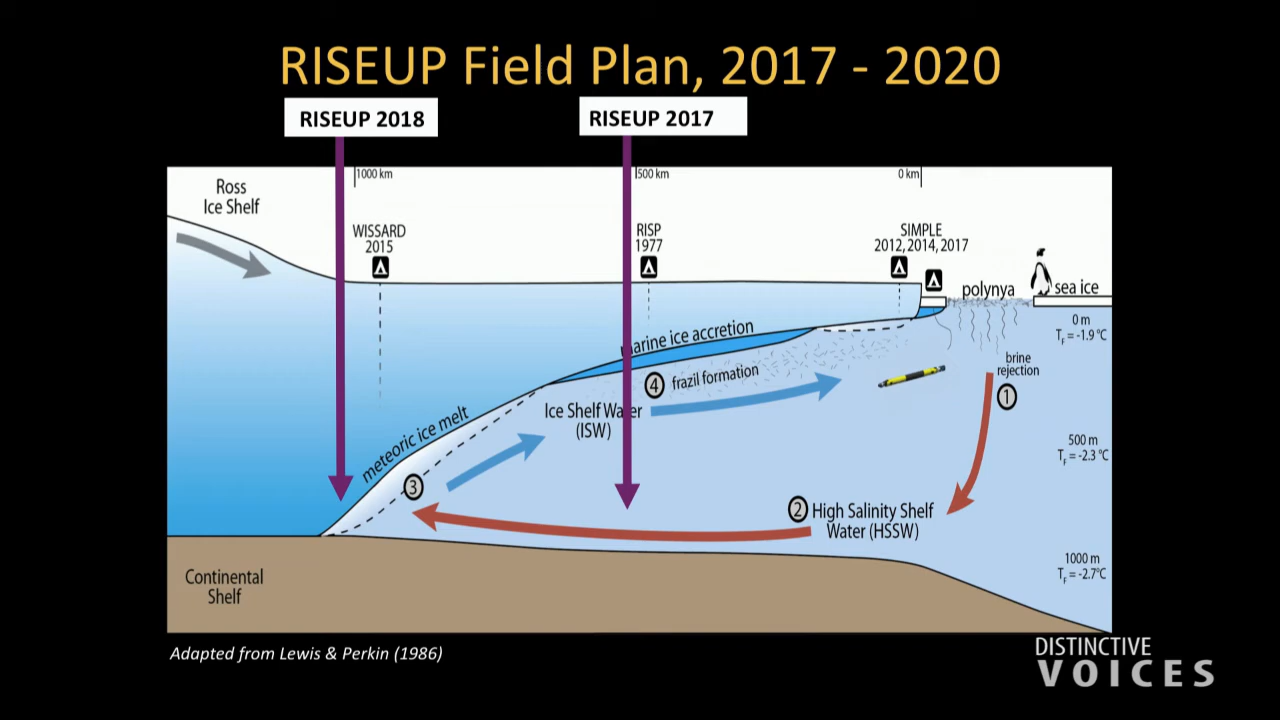 RISEUP Field Plan, 2017 - 2020
RISEUP 2018
RISEUP 2017
1000 km
500 km
0 km
Ross
Ice Shelf
WISSARD
2015
RISP
1977
SIMPLE
2012, 2014, 2017
polynya
sea ice
0 m
T_F = -1.9 °C
marine ice accretion
brine
rejection
1
4 frazil formation
Ice Shelf Water
(ISW)
meteoric ice melt
500 m
T_F = -2.3 °C
3
2 High Salinity Shelf
Water (HSSW)
1000 m
T_F = -2.7°C
Continental
Shelf
Adapted from Lewis & Perkin (1986)
DISTINCTIVE
VOICES